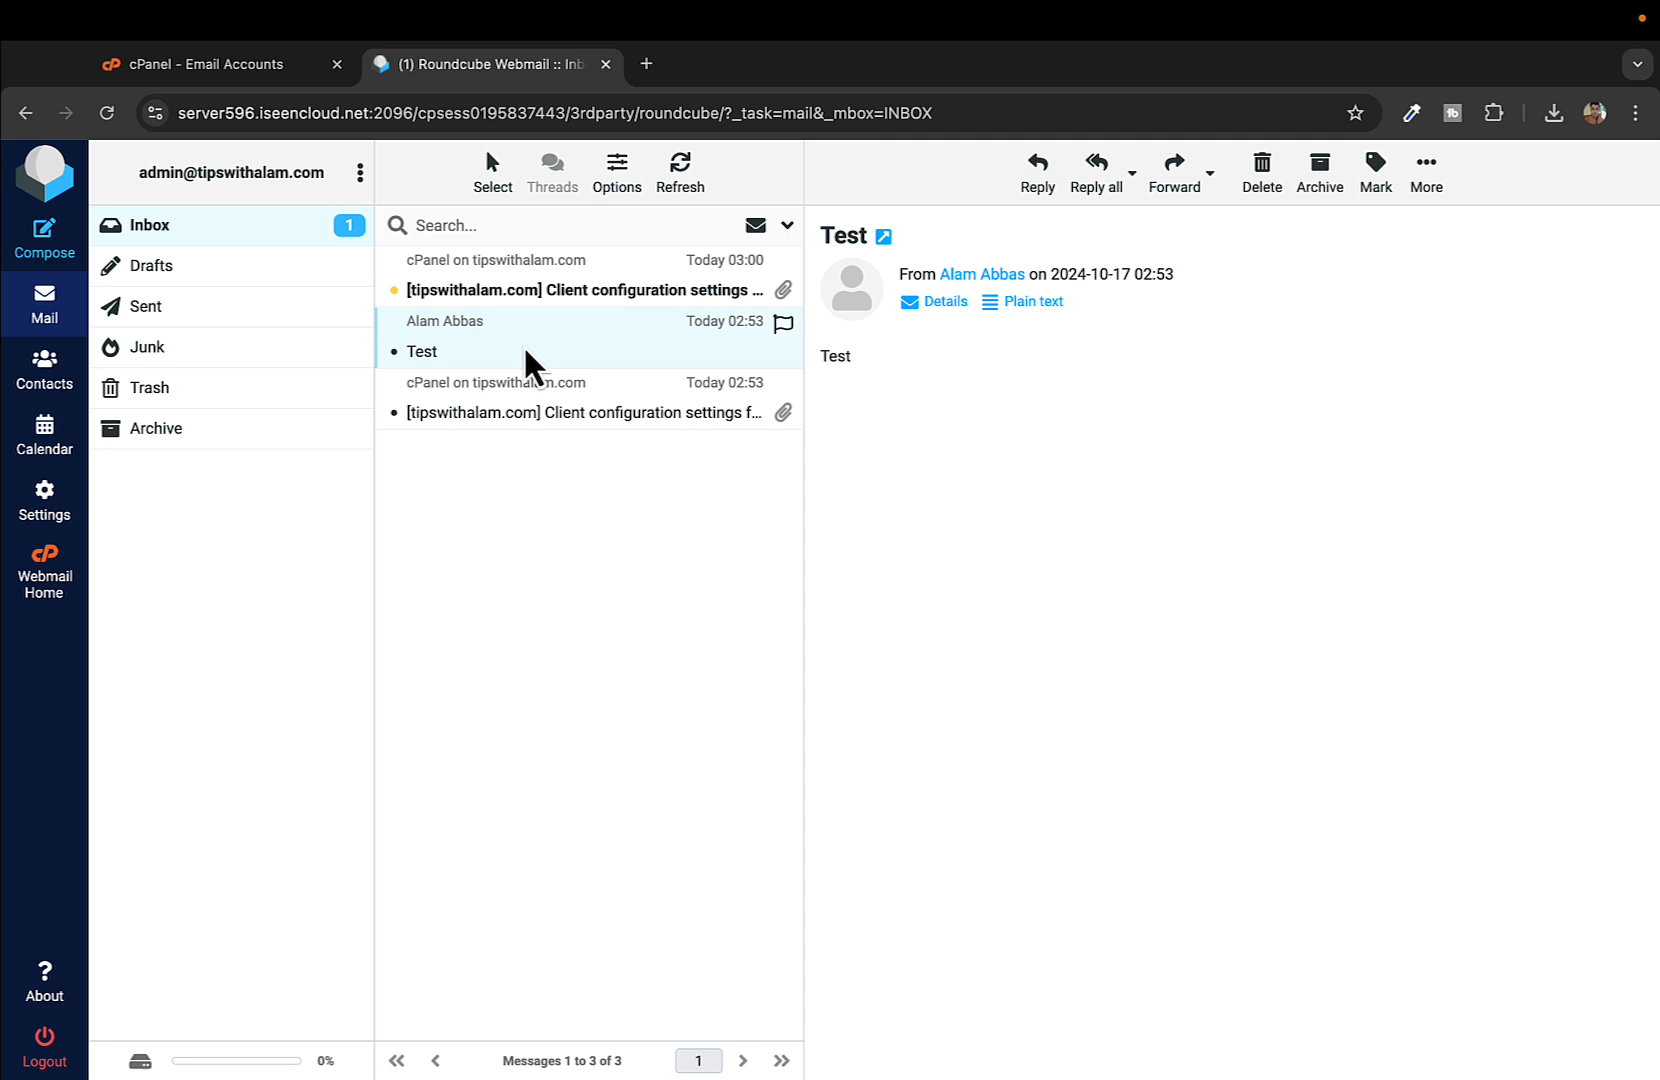 cPanel - Email Accounts
(1) Roundcube Webmail :: Inb
server596.iseencloud.net:2096/cpsess0195837443/3rdparty/roundcube/?_task=mail&_mbox=INBOX
admin@tipswithalam.com
Select
Threads
Options
Refresh
Reply
Reply all
Forward
Delete
Archive
Mark
More
Compose
Mail
Contacts
Calendar
Settings
cP
Webmail
Home
About
Logout
Inbox
1
Drafts
Sent
Junk
Trash
Archive
0%
Search...
cPanel on tipswithalam.com
Today 03:00
[tipswithalam.com] Client configuration settings ...
Alam Abbas
Today 02:53
Test
cPanel on tipswithalam.com
Today 02:53
[tipswithalam.com] Client configuration settings f...
Messages 1 to 3 of 3
1
Test
From Alam Abbas on 2024-10-17 02:53
Details
Plain text
Test